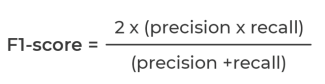 2 x (precision x recall)
F1-score =
(precision +recall)